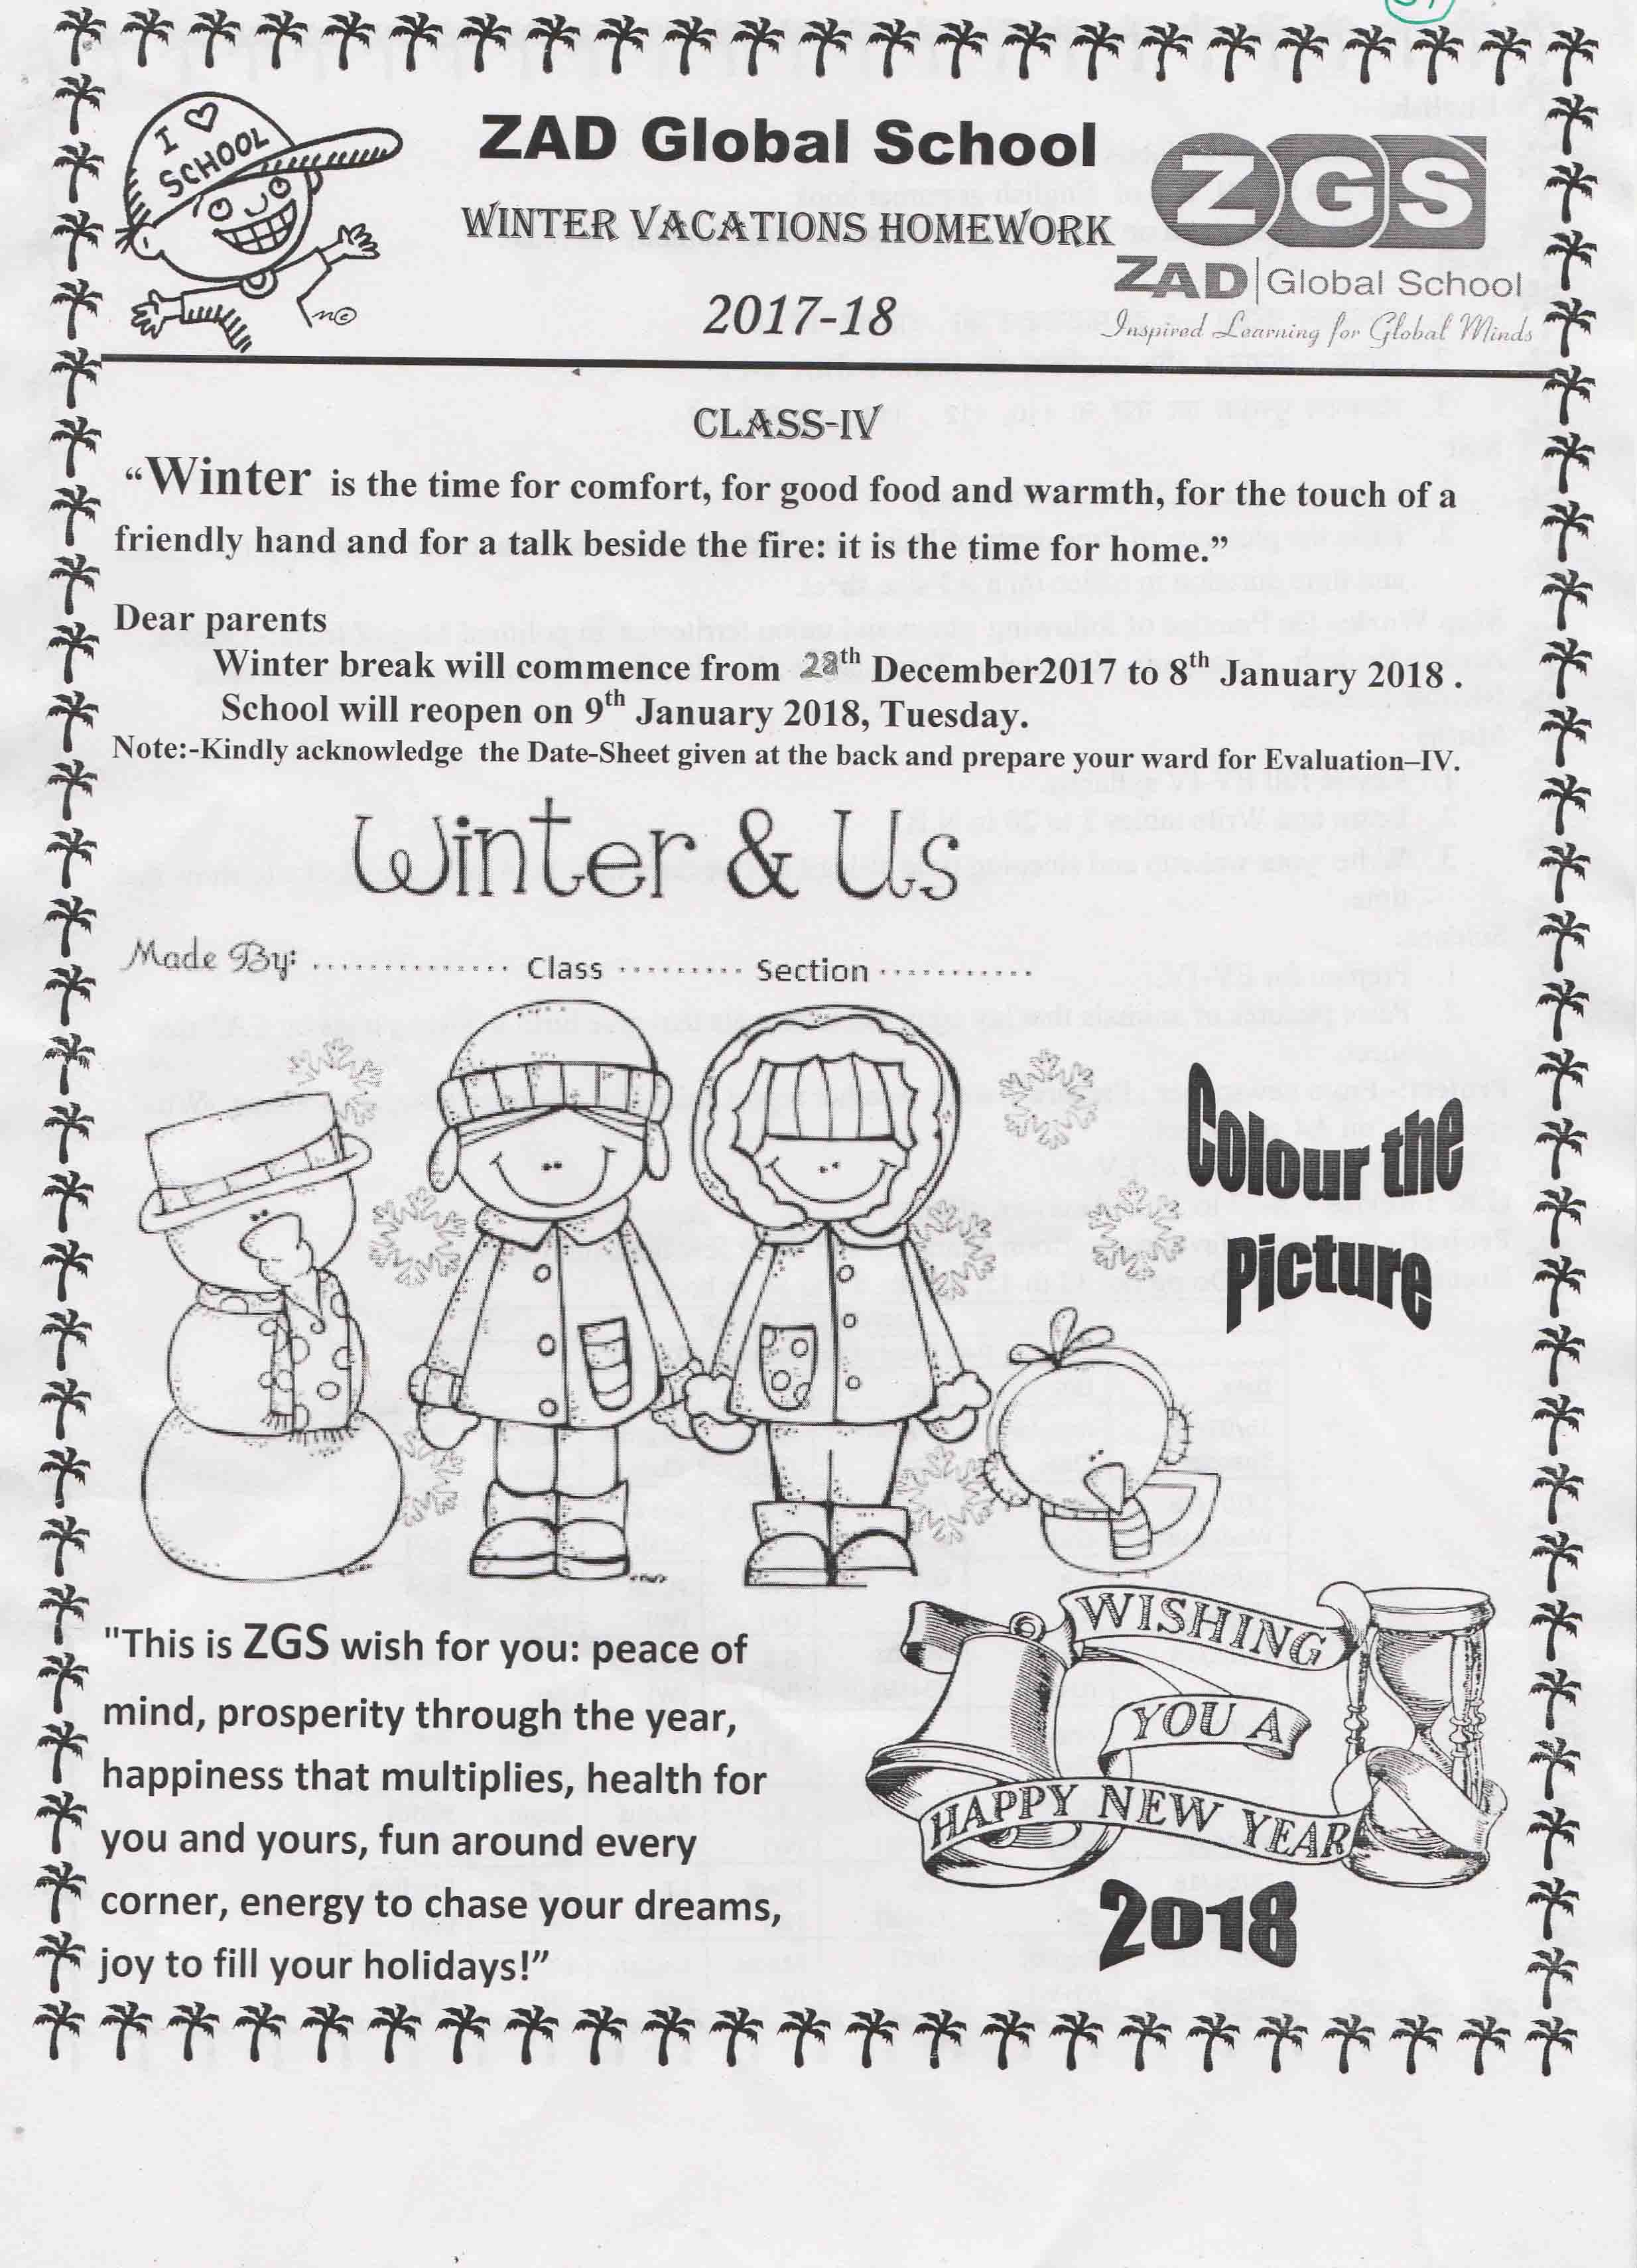 I ♡
SCHOOL
ZAD Global School
WINTER VACATIONS HOMEWORK
2017-18
ZGS
ZAD|Global School
Inspired Learning for Global Minds
CLASS-IV
“Winter is the time for comfort, for good food and warmth, for the touch of a
friendly hand and for a talk beside the fire: it is the time for home.”
Dear parents
Winter break will commence from 28th December2017 to 8th January 2018 .
School will reopen on 9th January 2018, Tuesday.
Note:-Kindly acknowledge the Date-Sheet given at the back and prepare your ward for Evaluation–IV.
Winter & Us
Made By: .............. Class ......... Section ...........
Colour the
Picture
"This is ZGS wish for you: peace of
mind, prosperity through the year,
happiness that multiplies, health for
you and yours, fun around every
corner, energy to chase your dreams,
joy to fill your holidays!”
WISHING
YOU A
HAPPY NEW YEAR
2018